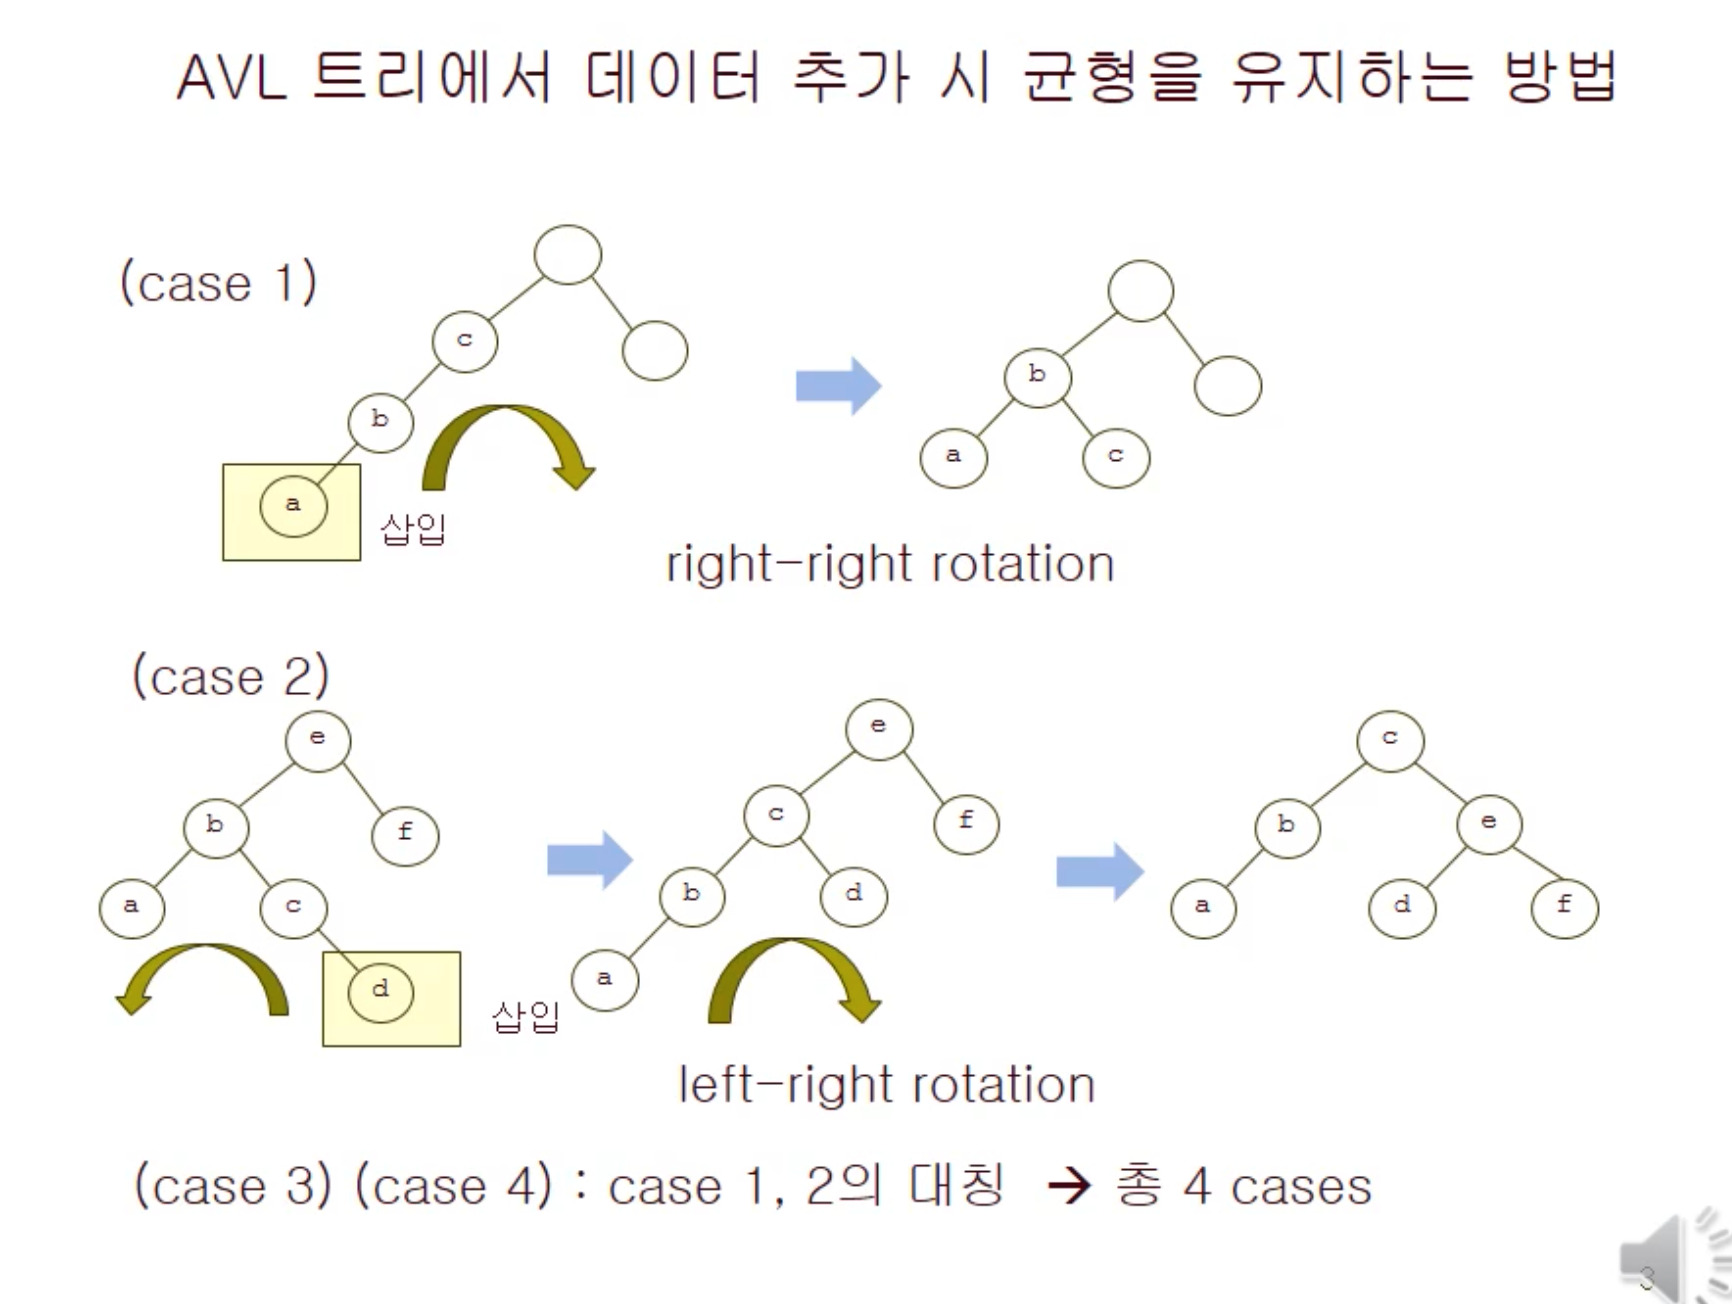 AVL 트리에서 데이터 추가 시 균형을 유지하는 방법
(case 1)
c
b
a
삽입
b
a
c
right-right rotation
(case 2)
e
b
f
a
c
d
삽입
e
c
f
b
d
a
c
b
e
a
d
f
left-right rotation
(case 3) (case 4) : case 1, 2의 대칭 → 총 4 cases
3